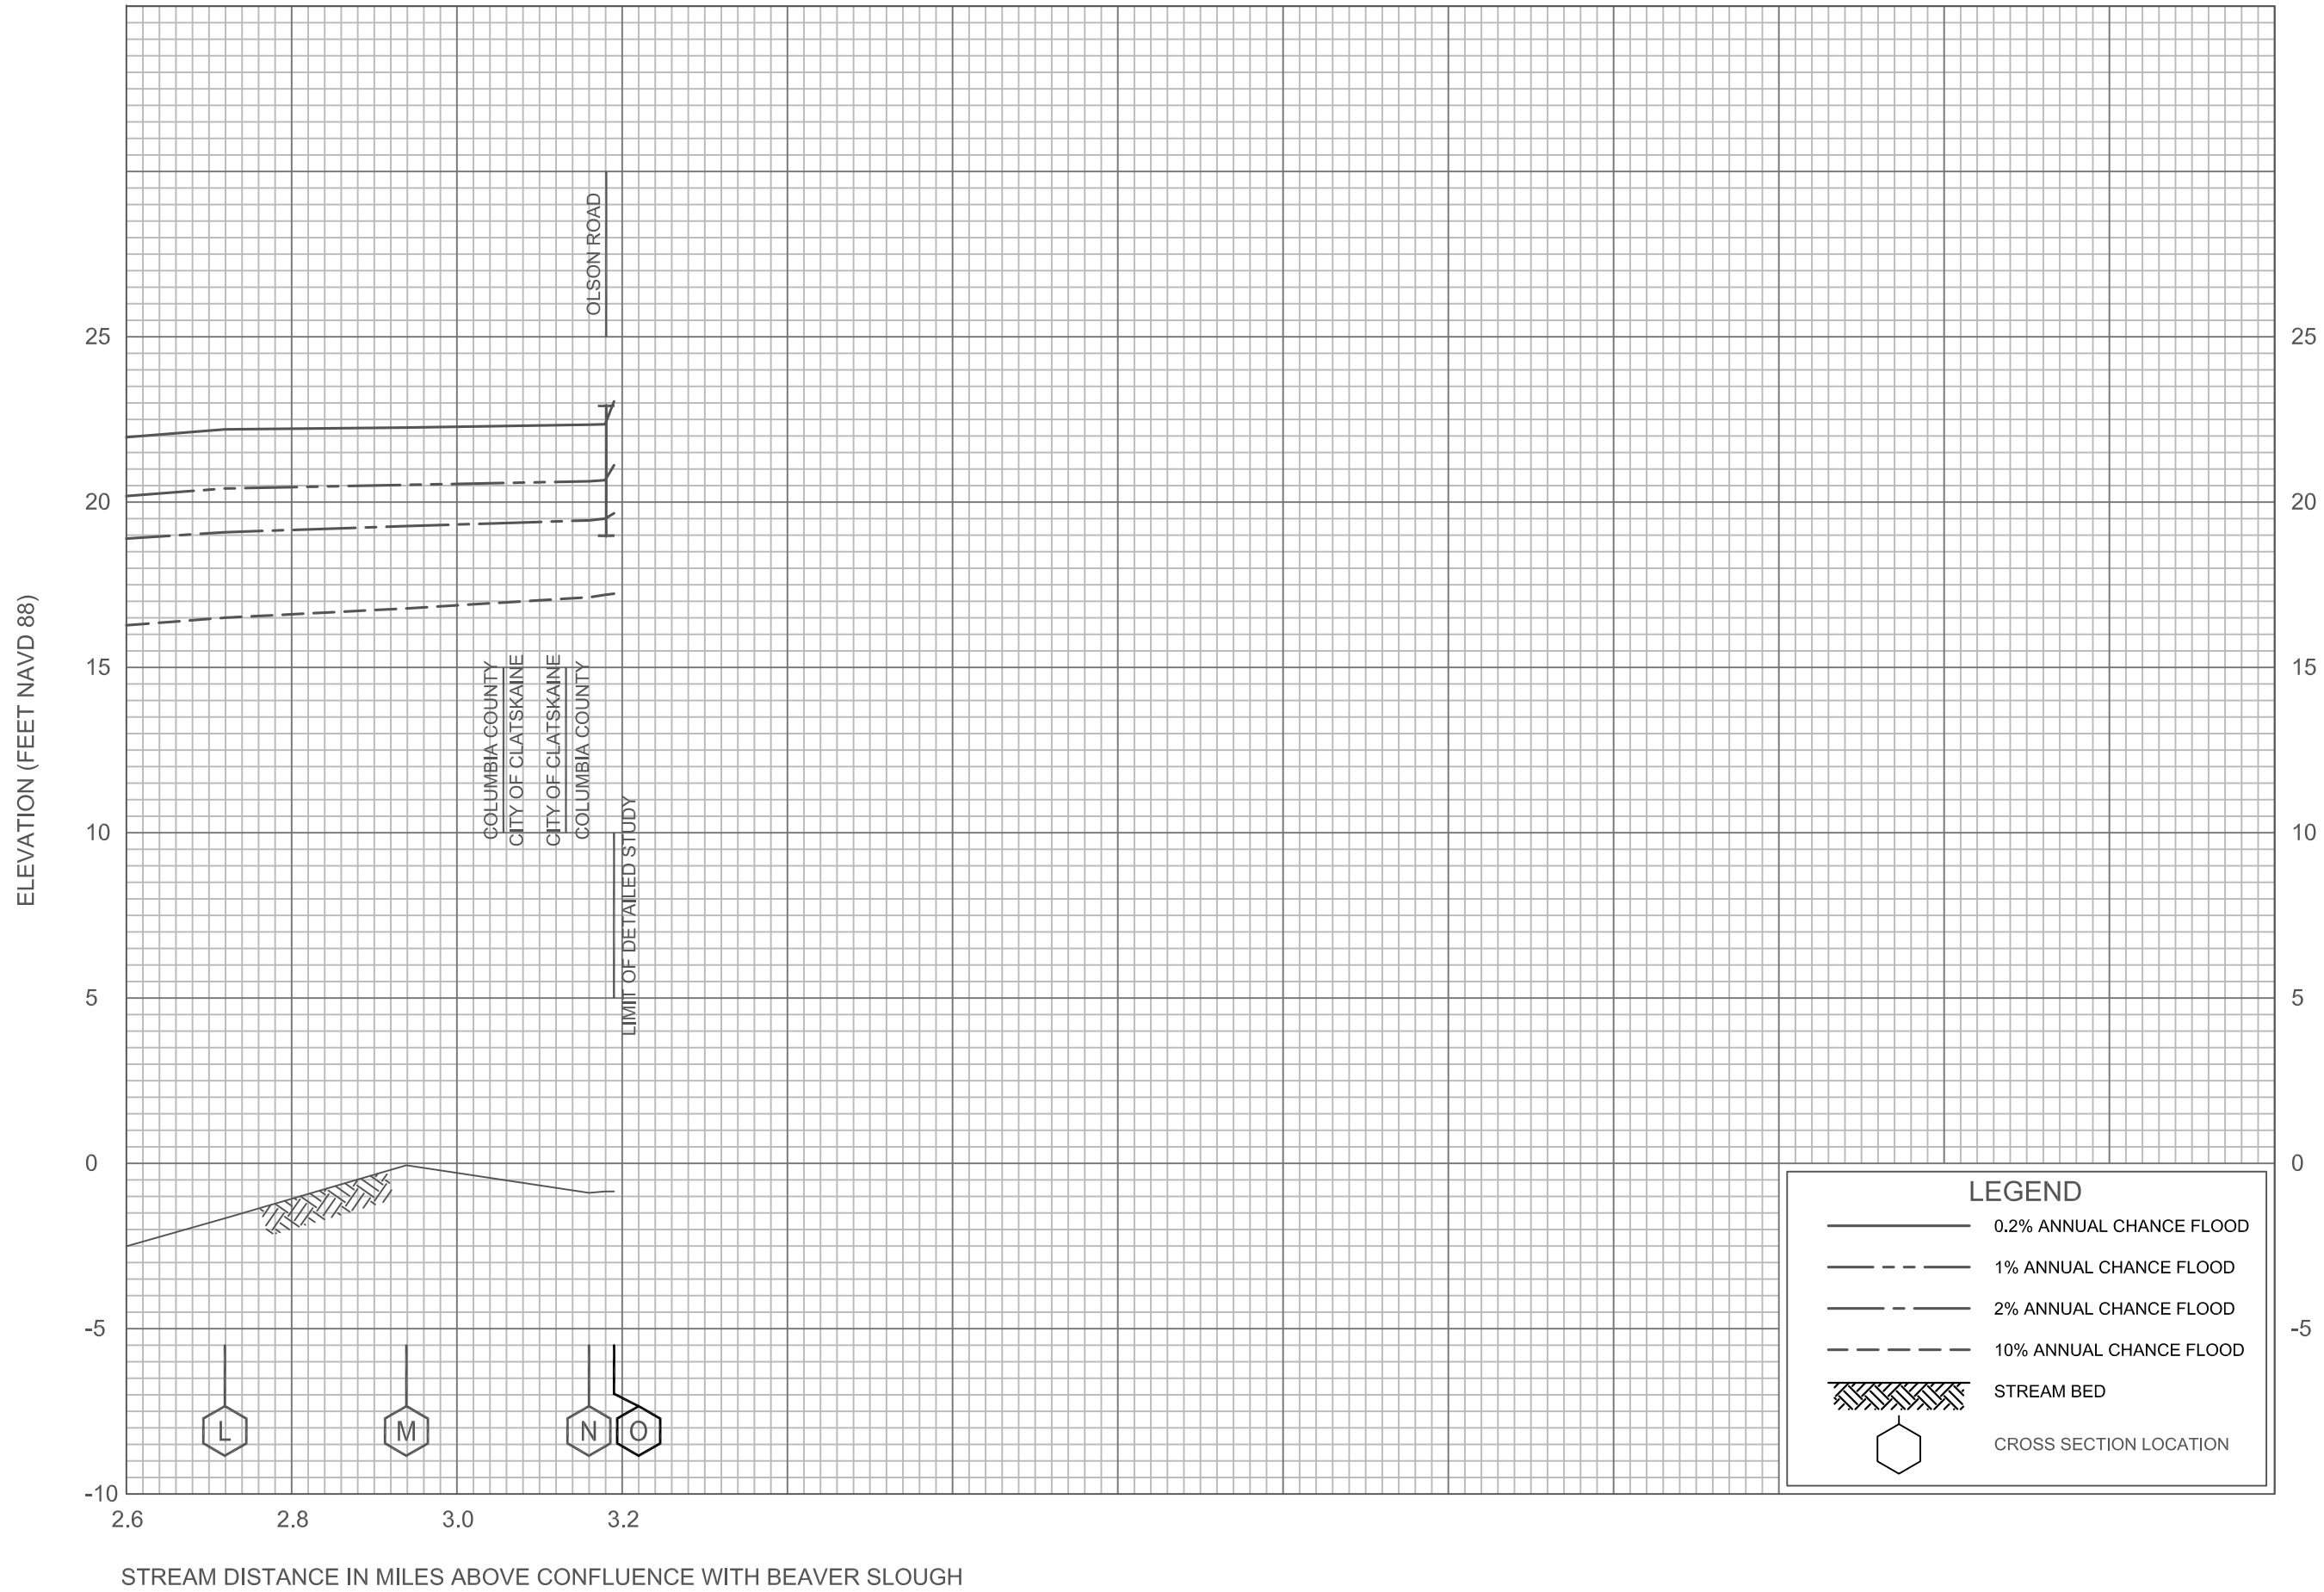 OLSON ROAD
25
25
20
20
ELEVATION (FEET NAVD 88)
15
15
COLUMBIA COUNTY
CITY OF CLATSKAINE
CITY OF CLATSKAINE
COLUMBIA COUNTY
10
10
LIMIT OF DETAILED STUDY
5
5
0
0
LEGEND
0.2% ANNUAL CHANCE FLOOD
1% ANNUAL CHANCE FLOOD
2% ANNUAL CHANCE FLOOD
10% ANNUAL CHANCE FLOOD
STREAM BED
CROSS SECTION LOCATION
-5
-5
L
M
N
O
-10
2.6
2.8
3.0
3.2
STREAM DISTANCE IN MILES ABOVE CONFLUENCE WITH BEAVER SLOUGH